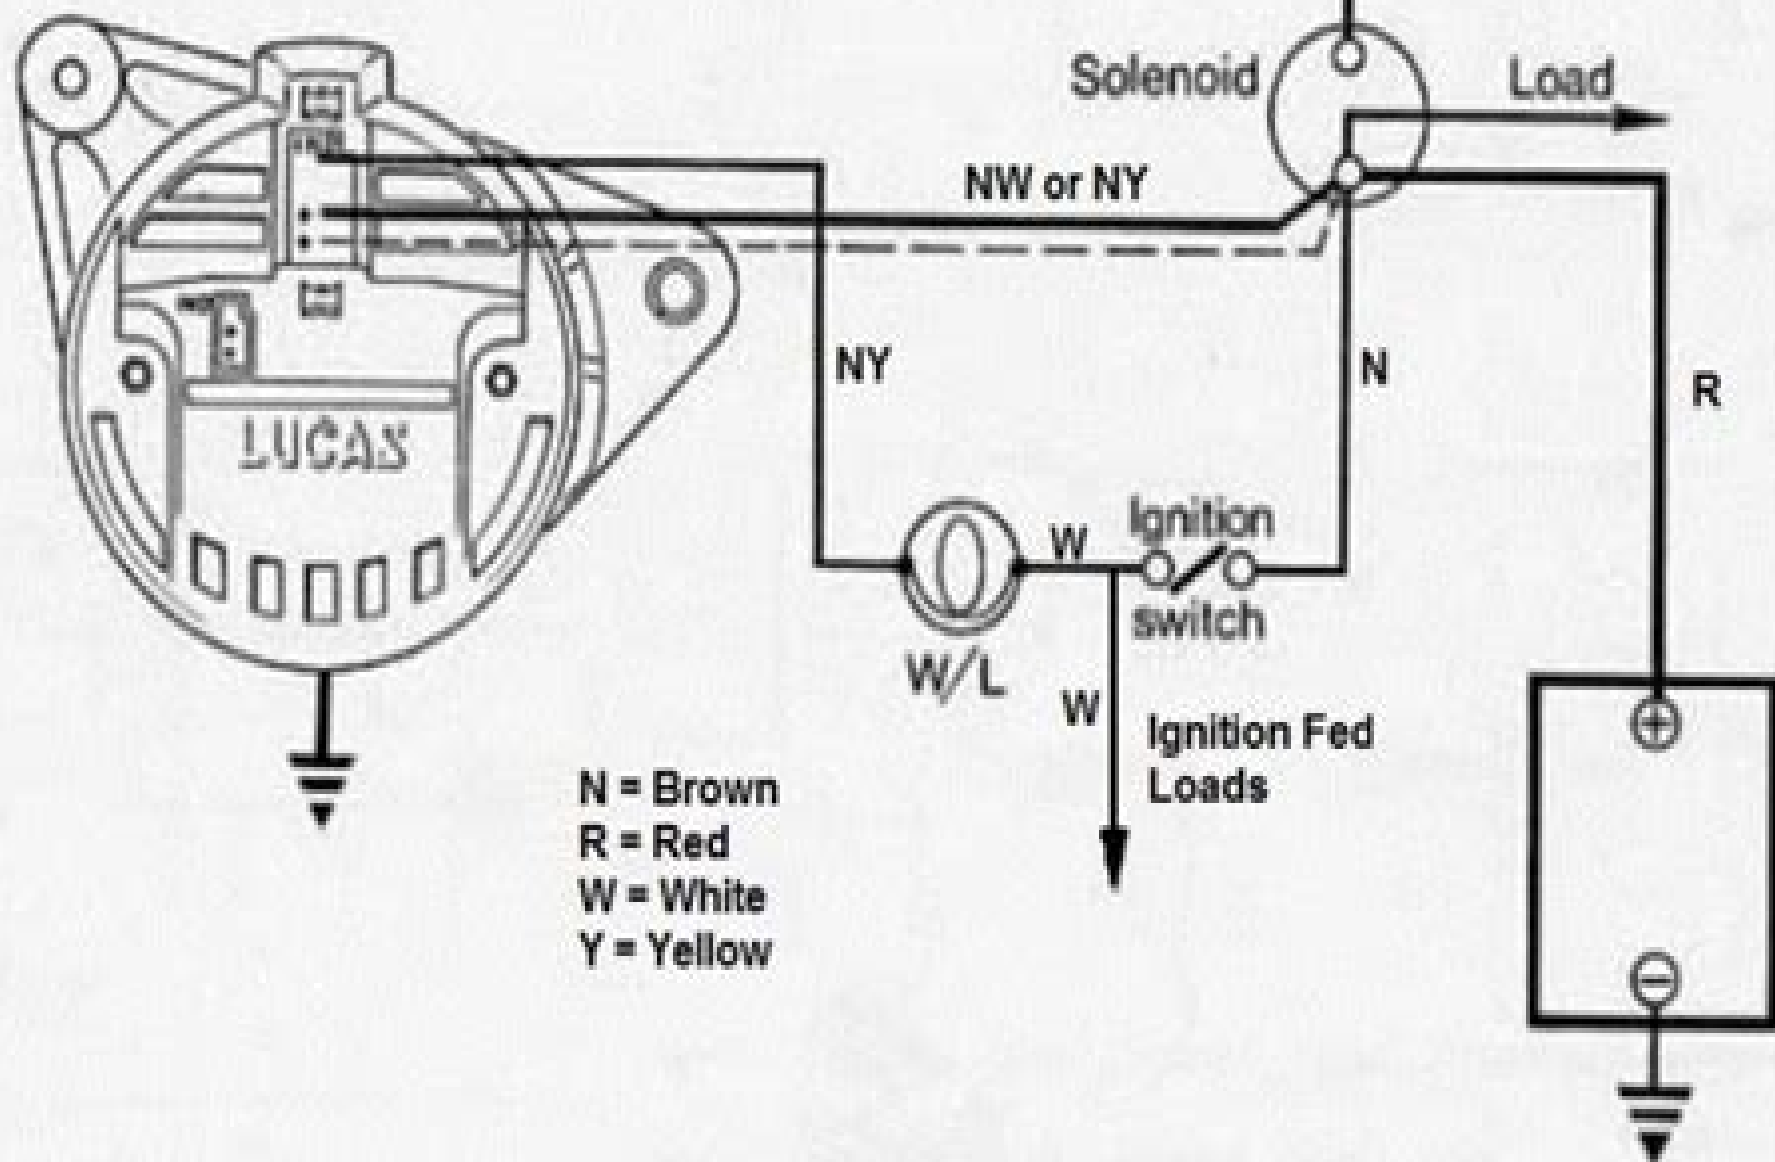 Solenoid
Load
NW or NY
NY
N
R
LUCAS
W
Ignition
switch
W/L
W
Ignition Fed
Loads
N = Brown
R = Red
W = White
Y = Yellow
+
−